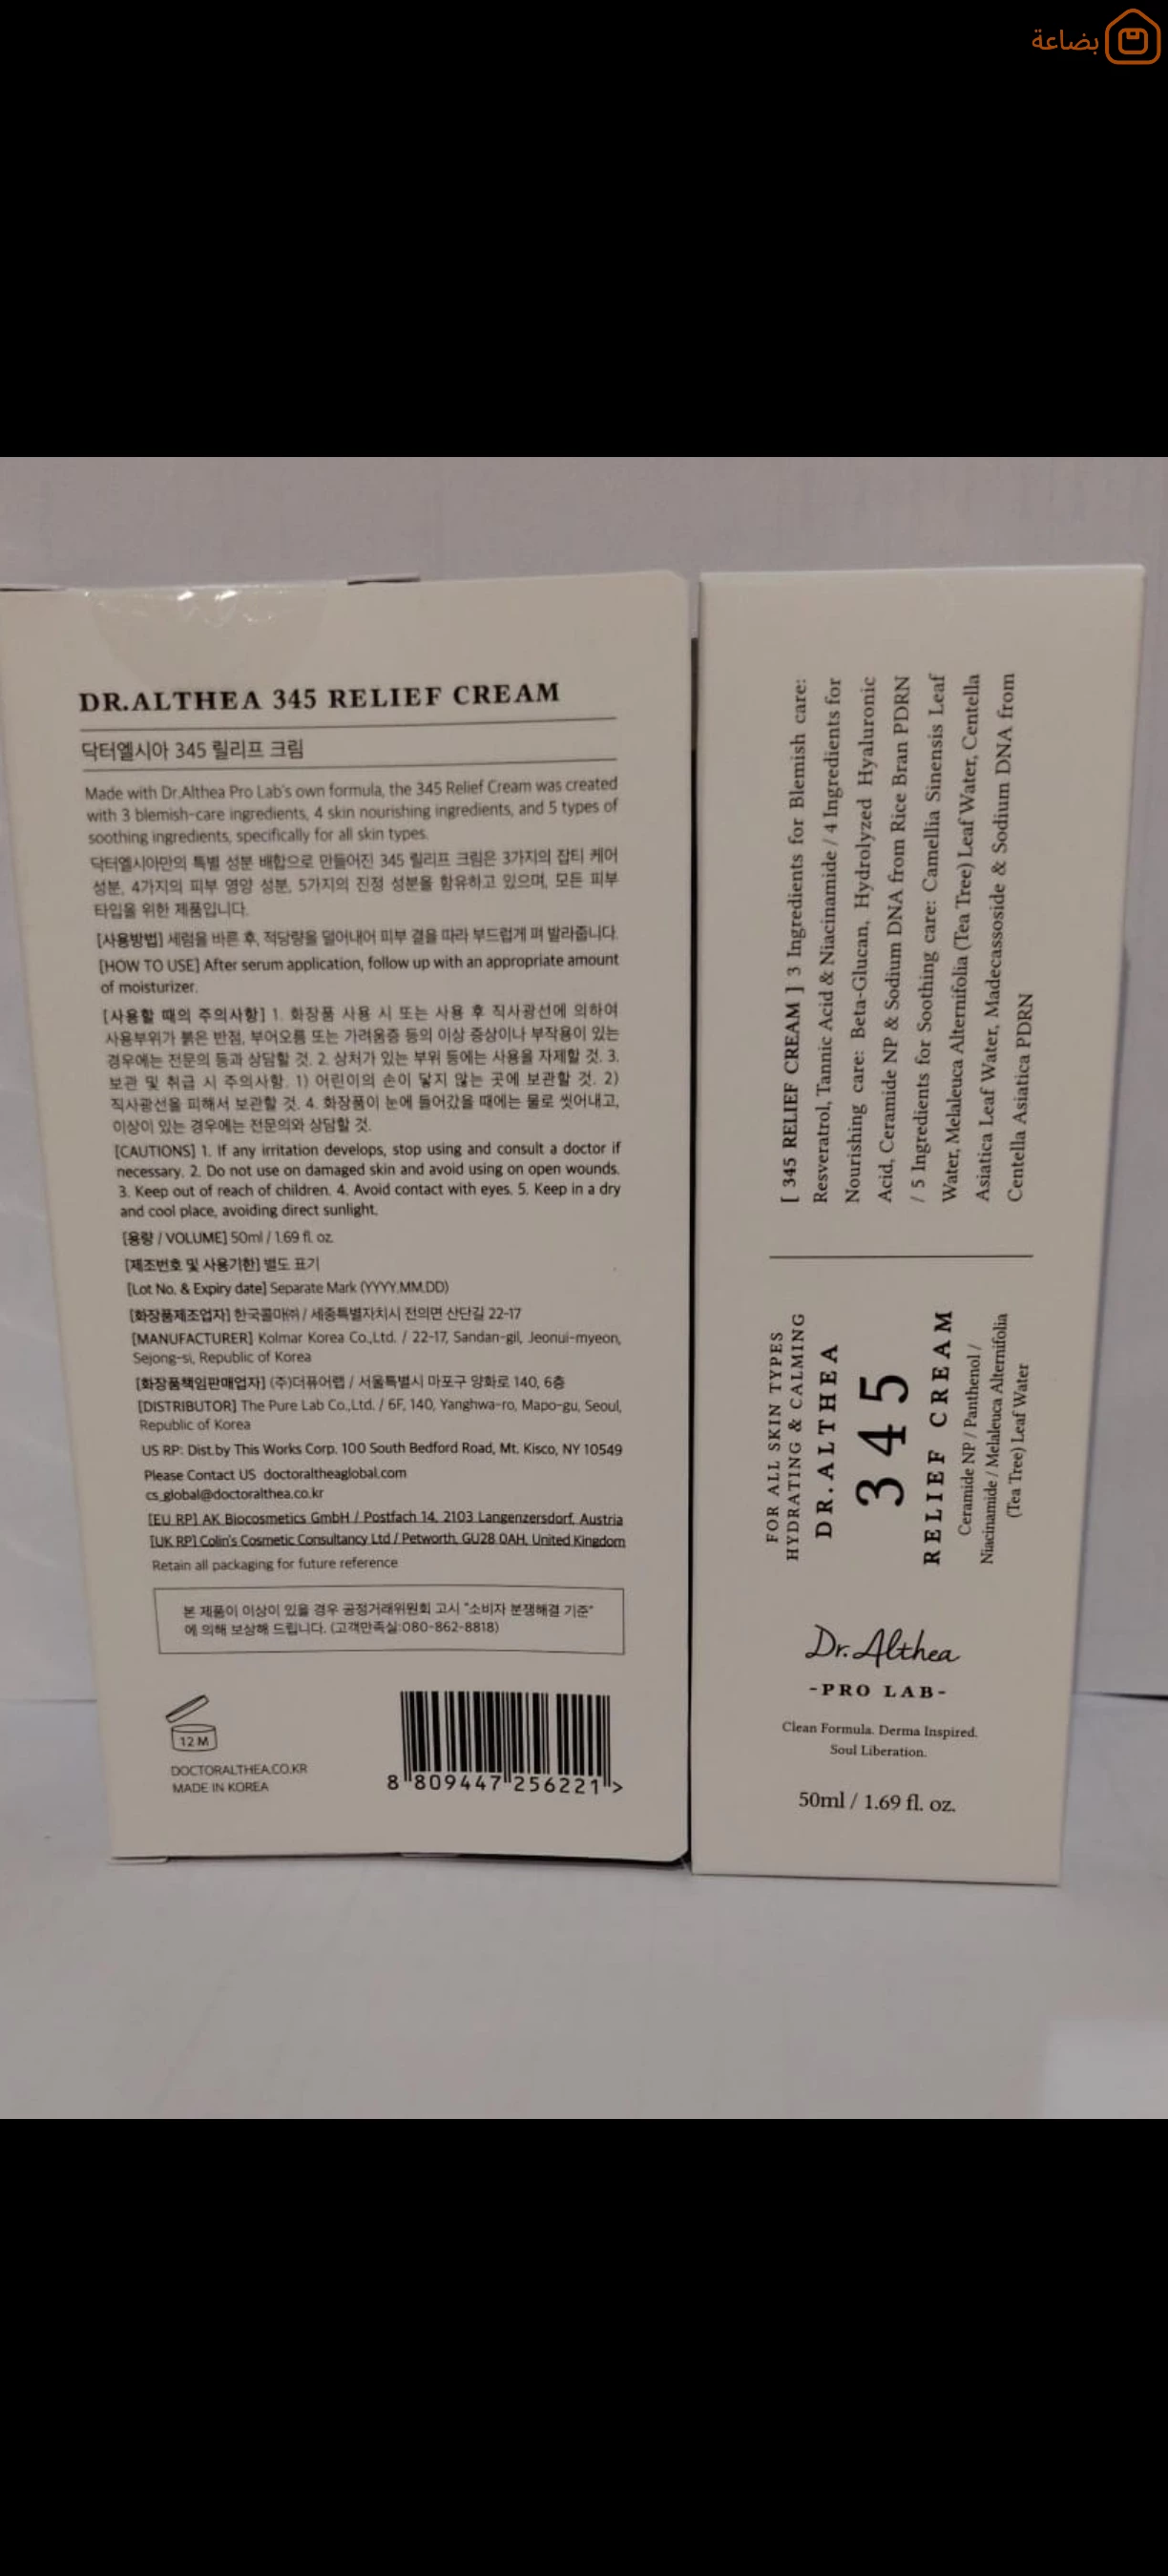 بضاعة
DR.ALTHEA 345 RELIEF CREAM
닥터엘시아 345 릴리프 크림
Made with Dr.Althea Pro Lab's own formula, the 345 Relief Cream was created
with 3 blemish-care ingredients, 4 skin nourishing ingredients, and 5 types of
soothing ingredients, specifically for all skin types.
닥터엘시아만의 특별 성분 배합으로 만들어진 345 릴리프 크림은 3가지의 잡티 케어
성분, 4가지의 피부 영양 성분, 5가지의 진정 성분을 함유하고 있으며, 모든 피부
타입을 위한 제품입니다.
[사용방법] 세럼을 바른 후, 적당량을 덜어내어 피부 결을 따라 부드럽게 펴 발라줍니다.
[HOW TO USE] After serum application, follow up with an appropriate amount
of moisturizer.
[사용할 때의 주의사항] 1. 화장품 사용 시 또는 사용 후 직사광선에 의하여
사용부위가 붉은 반점, 부어오름 또는 가려움증 등의 이상 증상이나 부작용이 있는
경우에는 전문의 등과 상담할 것. 2. 상처가 있는 부위 등에는 사용을 자제할 것. 3.
보관 및 취급 시 주의사항. 1) 어린이의 손이 닿지 않는 곳에 보관할 것. 2)
직사광선을 피해서 보관할 것. 4. 화장품이 눈에 들어갔을 때에는 물로 씻어내고,
이상이 있는 경우에는 전문의와 상담할 것.
[CAUTIONS] 1. If any irritation develops, stop using and consult a doctor if
necessary. 2. Do not use on damaged skin and avoid using on open wounds.
3. Keep out of reach of children. 4. Avoid contact with eyes. 5. Keep in a dry
and cool place, avoiding direct sunlight.
[용량 / VOLUME] 50ml / 1.69 fl. oz.
[제조번호 및 사용기한] 별도 표기
[Lot No. & Expiry date] Separate Mark (YYYY.MM.DD)
[화장품제조업자] 한국콜마㈜ / 세종특별자치시 전의면 산단길 22-17
[MANUFACTURER] Kolmar Korea Co.,Ltd. / 22-17, Sandan-gil, Jeonui-myeon,
Sejong-si, Republic of Korea
[화장품책임판매업자] (주)더퓨어랩 / 서울특별시 마포구 양화로 140, 6층
[DISTRIBUTOR] The Pure Lab Co.,Ltd. / 6F, 140, Yanghwa-ro, Mapo-gu, Seoul,
Republic of Korea
US RP: Dist.by This Works Corp. 100 South Bedford Road, Mt. Kisco, NY 10549
Please Contact US doctoraltheaglobal.com
cs_global@doctoralthea.co.kr
[EU RP] AK Biocosmetics GmbH / Postfach 14, 2103 Langenzersdorf, Austria
[UK RP] Colin's Cosmetic Consultancy Ltd / Petworth, GU28 0AH, United Kingdom
Retain all packaging for future reference
본 제품이 이상이 있을 경우 공정거래위원회 고시 "소비자 분쟁해결 기준"
에 의해 보상해 드립니다. (고객만족실:080-862-8818)
12 M
DOCTORALTHEA.CO.KR
MADE IN KOREA
8 809447 256221 >
[ 345 RELIEF CREAM ] 3 Ingredients for Blemish care:
Resveratrol, Tannic Acid & Niacinamide / 4 Ingredients for
Nourishing care: Beta-Glucan, Hydrolyzed Hyaluronic
Acid, Ceramide NP & Sodium DNA from Rice Bran PDRN
/ 5 Ingredients for Soothing care: Camellia Sinensis Leaf
Water, Melaleuca Alternifolia (Tea Tree) Leaf Water, Centella
Asiatica Leaf Water, Madecassoside & Sodium DNA from
Centella Asiatica PDRN
FOR ALL SKIN TYPES
HYDRATING & CALMING
DR.ALTHEA
345
RELIEF CREAM
Ceramide NP / Panthenol /
Niacinamide / Melaleuca Alternifolia
(Tea Tree) Leaf Water
Dr.Althea
-PRO LAB-
Clean Formula. Derma Inspired.
Soul Liberation.
50ml / 1.69 fl. oz.